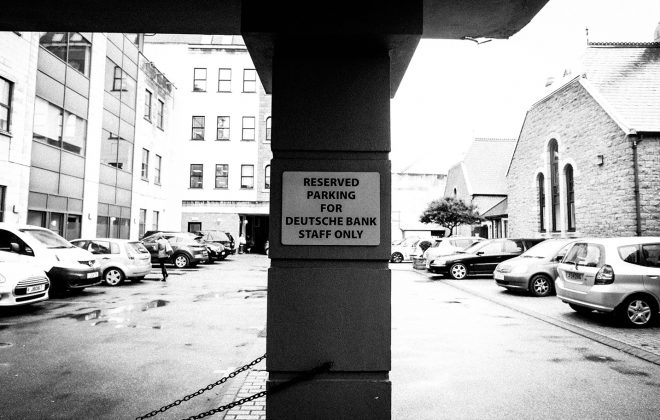 RESERVED
PARKING
FOR
DEUTSCHE BANK
STAFF ONLY